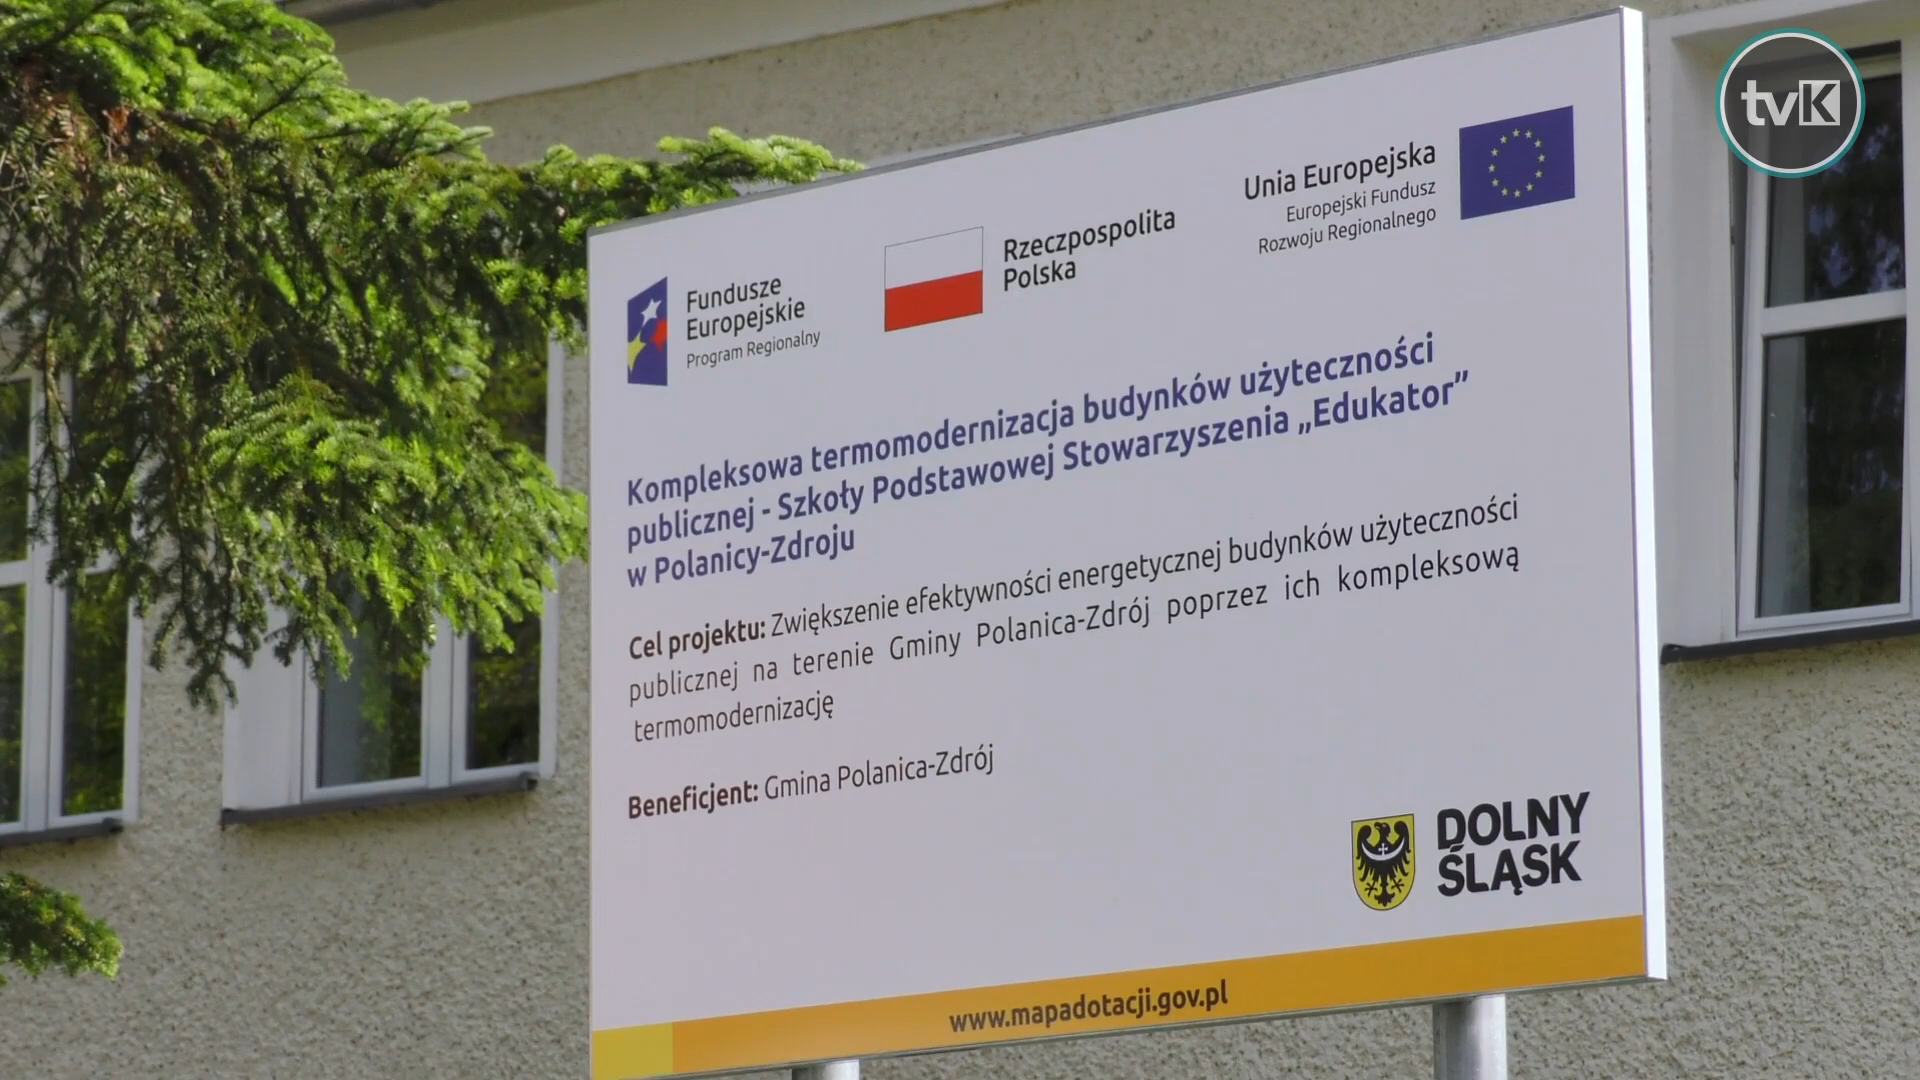 tvK
Fundusze
Europejskie
Program Regionalny
Rzeczpospolita
Polska
Unia Europejska
Europejski Fundusz
Rozwoju Regionalnego
Kompleksowa termomodernizacja budynków użyteczności
publicznej - Szkoły Podstawowej Stowarzyszenia „Edukator”
w Polanicy-Zdroju
Cel projektu: Zwiększenie efektywności energetycznej budynków użyteczności
publicznej na terenie Gminy Polanica-Zdrój poprzez ich kompleksową
termomodernizację
Beneficjent: Gmina Polanica-Zdrój
DOLNY
ŚLĄSK
www.mapadotacji.gov.pl